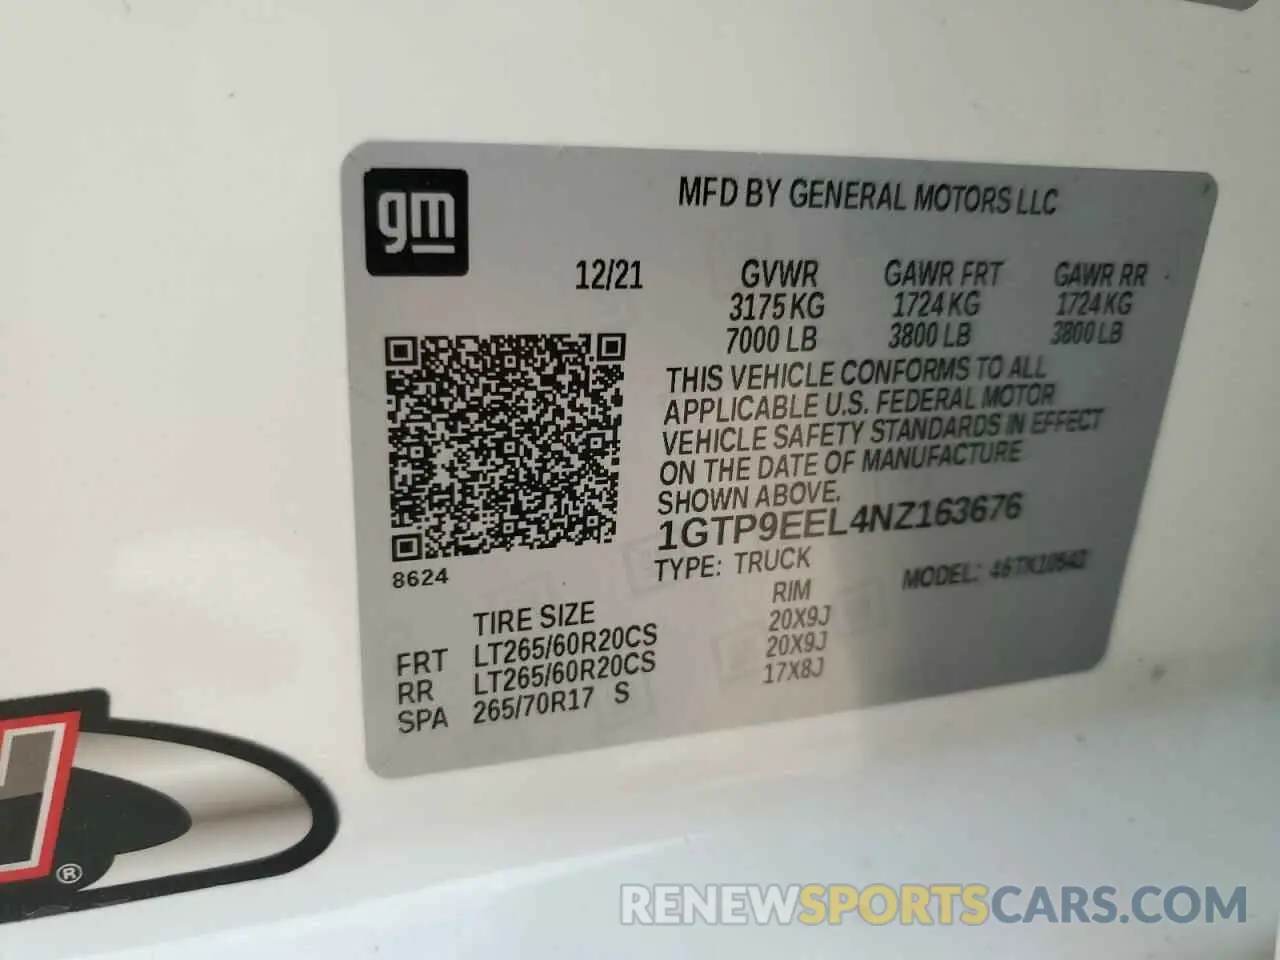 gm
MFD BY GENERAL MOTORS LLC
12/21 GVWR GAWR FRT GAWR RR
3175 KG 1724 KG 1724 KG
7000 LB 3800 LB 3800 LB
THIS VEHICLE CONFORMS TO ALL
APPLICABLE U.S. FEDERAL MOTOR
VEHICLE SAFETY STANDARDS IN EFFECT
ON THE DATE OF MANUFACTURE
SHOWN ABOVE.
1GTP9EEL4NZ163676
8624
TYPE: TRUCK MODEL:
TIRE SIZE RIM
FRT LT265/60R20CS 20X9J
RR LT265/60R20CS 20X9J
SPA 265/70R17 S 17X8J
®
RENEWSPORTSCARS.COM